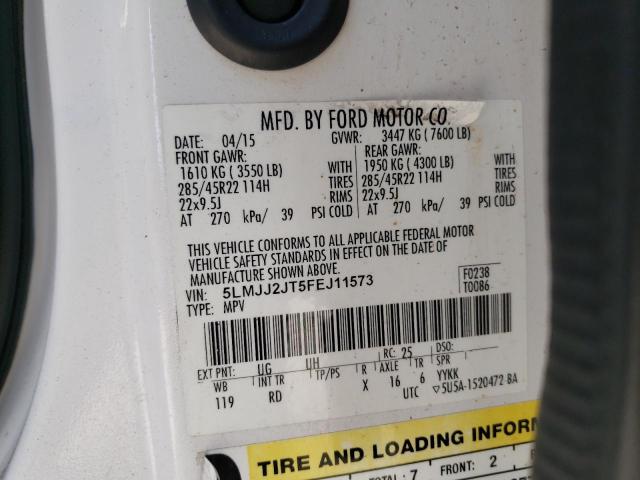 MFD. BY FORD MOTOR CO.
DATE: 04/15 GVWR: 3447 KG ( 7600 LB)
FRONT GAWR: REAR GAWR:
1610 KG ( 3550 LB) WITH 1950 KG ( 4300 LB) WITH
285/45R22 114H TIRES 285/45R22 114H TIRES
22x9.5J RIMS 22x9.5J RIMS
AT 270 kPa/ 39 PSI COLD AT 270 kPa/ 39 PSI COLD
THIS VEHICLE CONFORMS TO ALL APPLICABLE FEDERAL MOTOR
VEHICLE SAFETY STANDARDS IN EFFECT ON THE DATE OF
MANUFACTURE SHOWN ABOVE.
VIN: 5LMJJ2JT5FEJ11573 F0238
TYPE: MPV T0086
EXT PNT: UG UH RC: 25 DSO:
WB INT TR TP/PS R AXLE TR SPR
119 RD X 16 6 YYKK
UTC ▽5U5A-1520472-BA
TIRE AND LOADING INFORM
TOTAL: 7 FRONT: 2